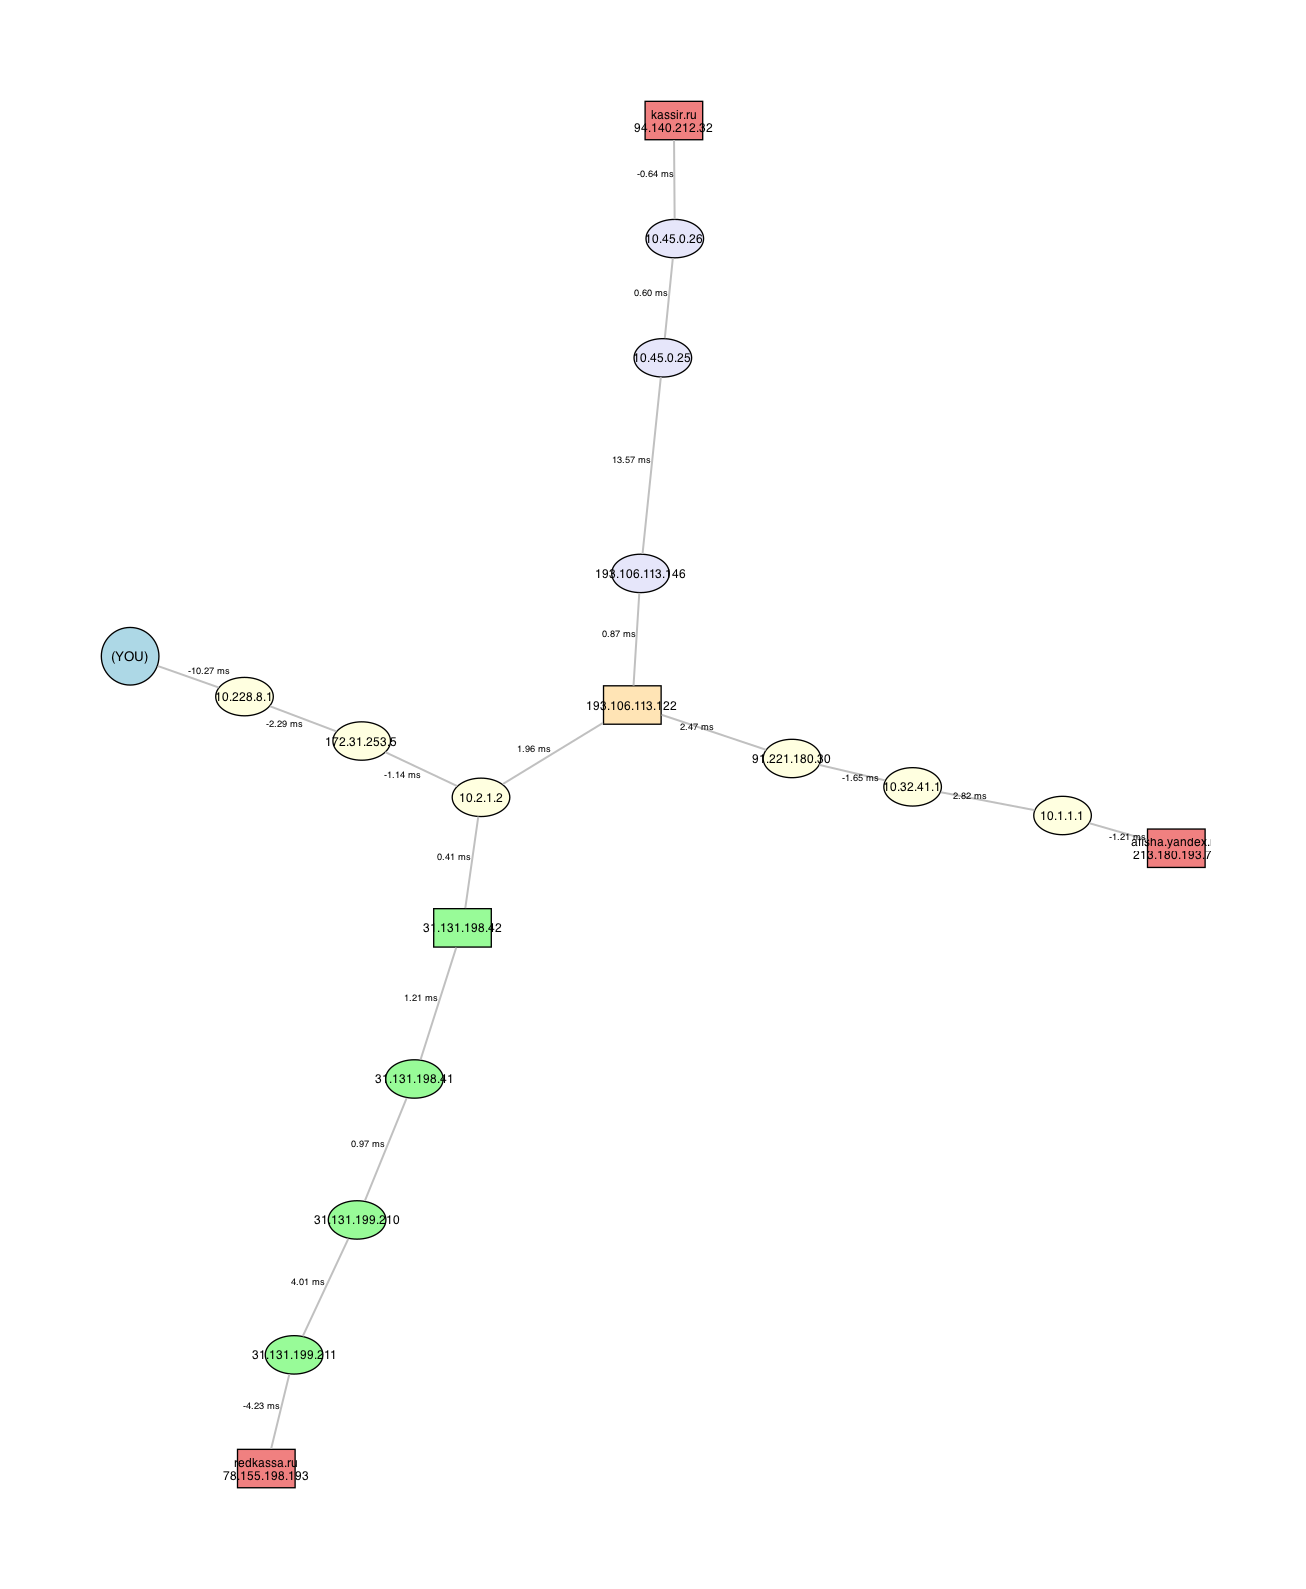 kassir.ru
94.140.212.32
-0.64 ms
10.45.0.26
0.60 ms
10.45.0.25
13.57 ms
193.106.113.146
0.87 ms
(YOU)
-10.27 ms
10.228.8.1
-2.29 ms
172.31.253.5
-1.14 ms
10.2.1.2
1.96 ms
193.106.113.122
2.47 ms
91.221.180.30
-1.65 ms
10.32.41.1
2.82 ms
10.1.1.1
-1.21 ms
afisha.yandex.
213.180.193.7
0.41 ms
31.131.198.42
1.21 ms
31.131.198.41
0.97 ms
31.131.199.210
4.01 ms
31.131.199.211
-4.23 ms
redkassa.ru
78.155.198.193